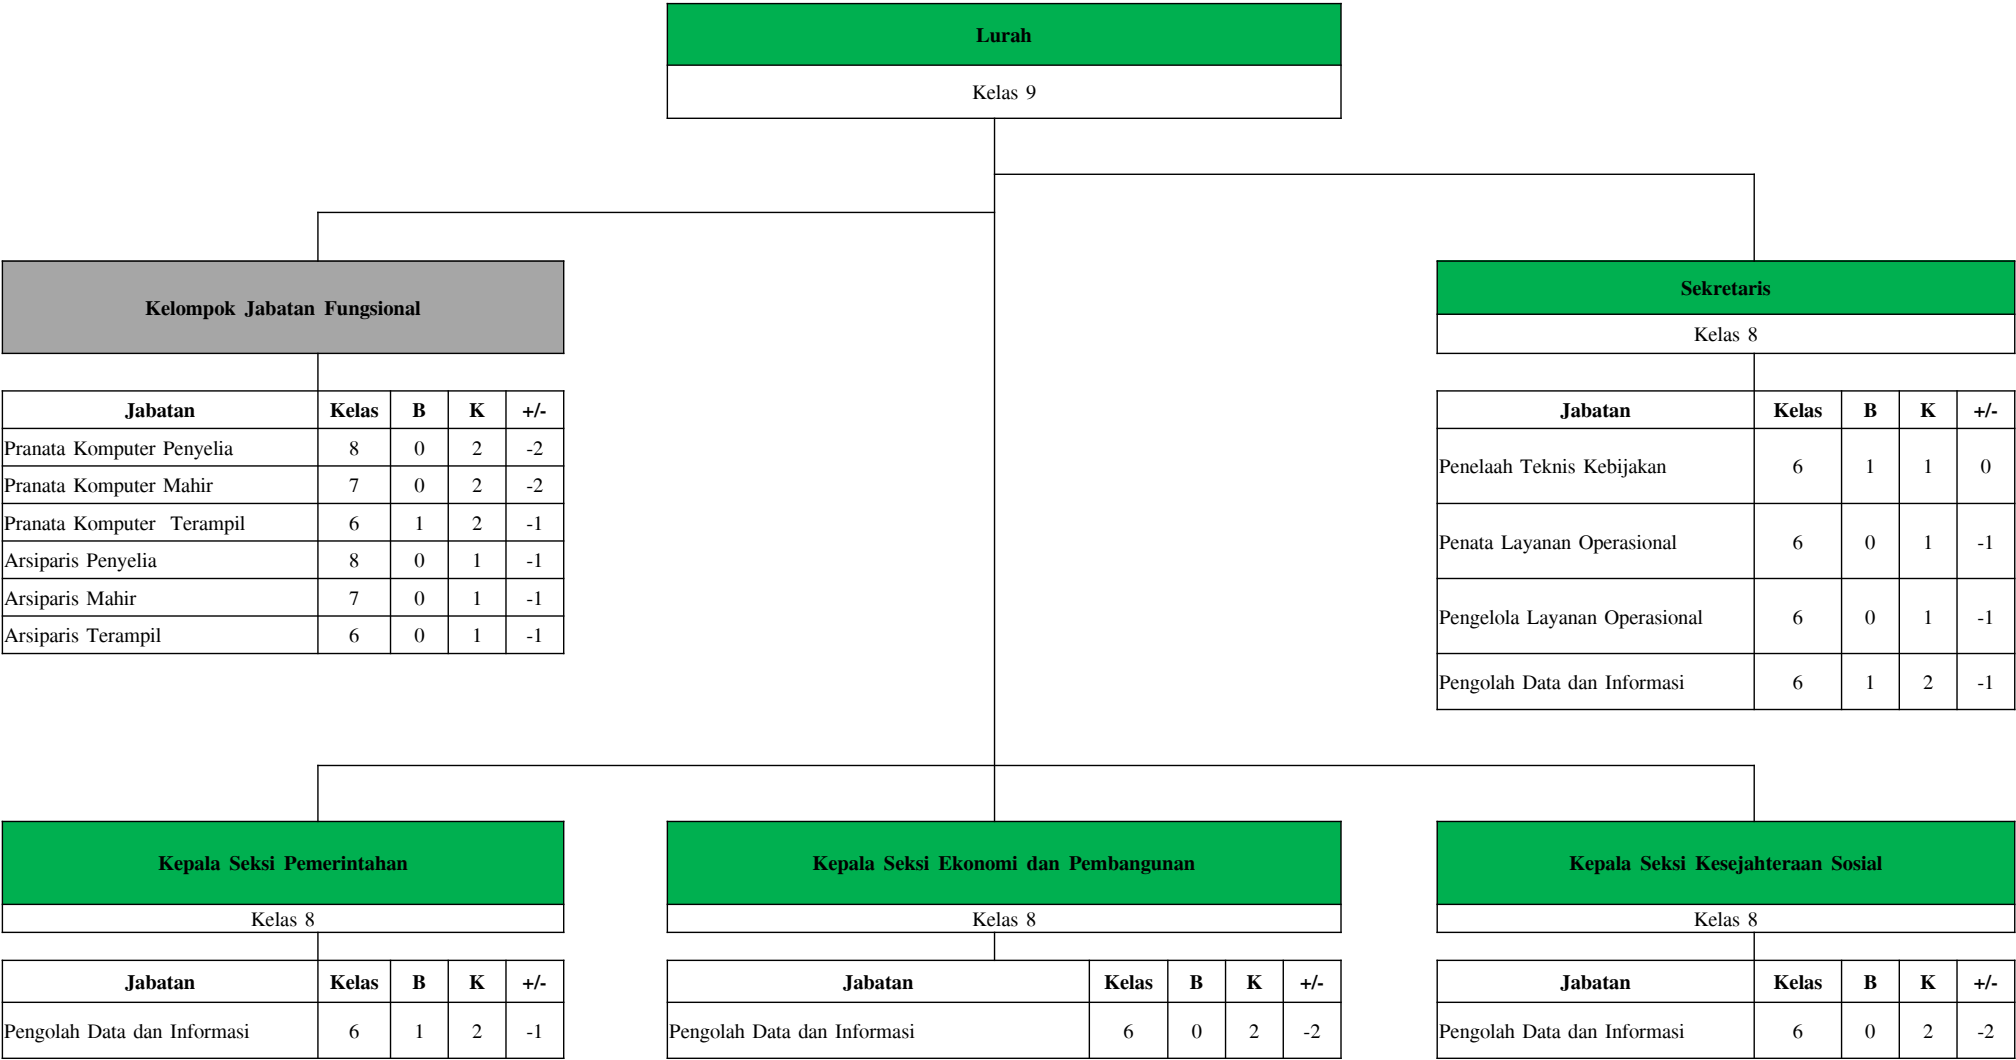 Lurah
Kelas 9
Kelompok Jabatan Fungsional
Jabatan Kelas B K +/-
Pranata Komputer Penyelia 8 0 2 -2
Pranata Komputer Mahir 7 0 2 -2
Pranata Komputer Terampil 6 1 2 -1
Arsiparis Penyelia 8 0 1 -1
Arsiparis Mahir 7 0 1 -1
Arsiparis Terampil 6 0 1 -1
Sekretaris
Kelas 8
Jabatan Kelas B K +/-
Penelaah Teknis Kebijakan 6 1 1 0
Penata Layanan Operasional 6 0 1 -1
Pengelola Layanan Operasional 6 0 1 -1
Pengolah Data dan Informasi 6 1 2 -1
Kepala Seksi Pemerintahan
Kelas 8
Jabatan Kelas B K +/-
Pengolah Data dan Informasi 6 1 2 -1
Kepala Seksi Ekonomi dan Pembangunan
Kelas 8
Jabatan Kelas B K +/-
Pengolah Data dan Informasi 6 0 2 -2
Kepala Seksi Kesejahteraan Sosial
Kelas 8
Jabatan Kelas B K +/-
Pengolah Data dan Informasi 6 0 2 -2